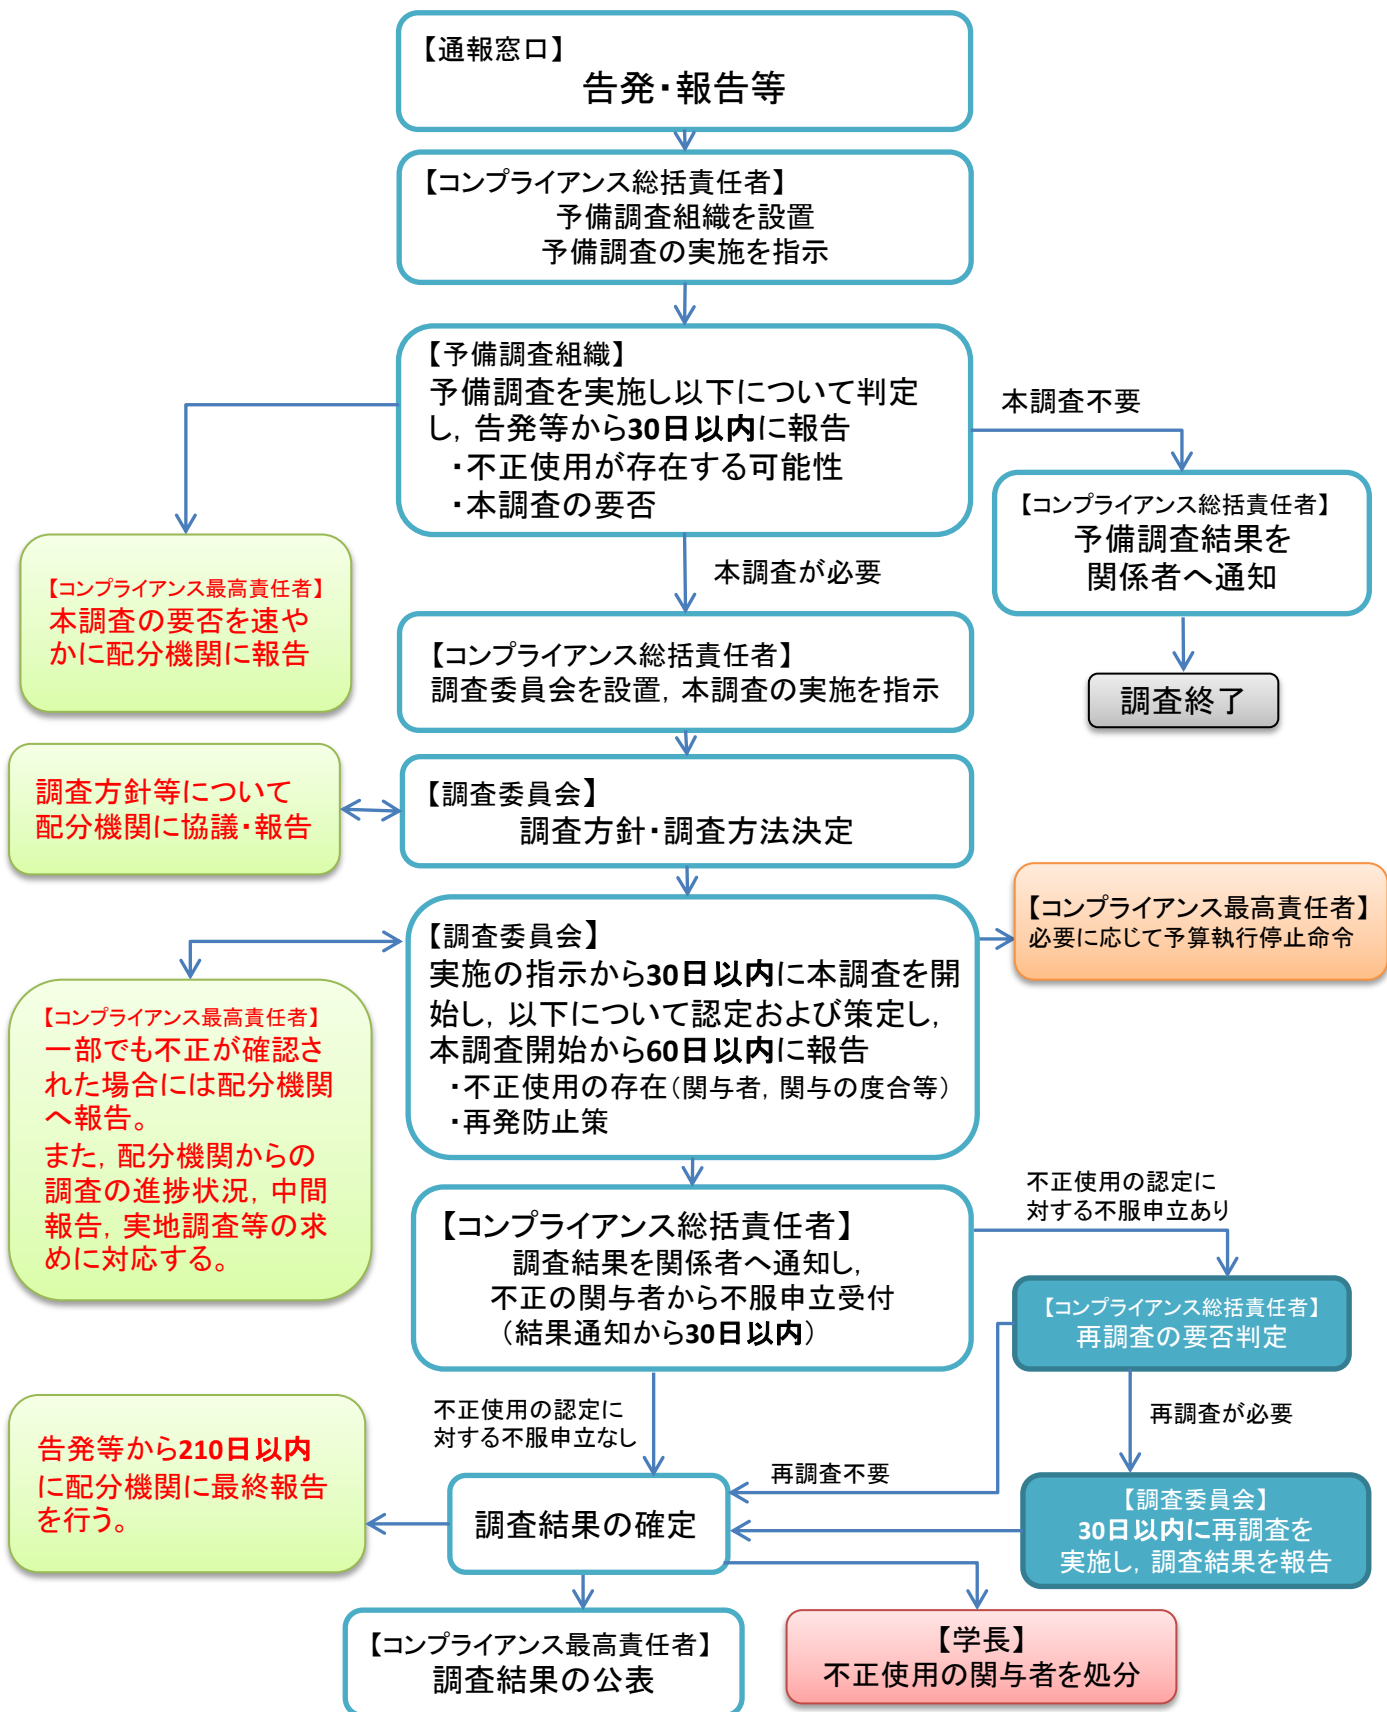 【通報窓口】
告発・報告等
【コンプライアンス総括責任者】
予備調査組織を設置
予備調査の実施を指示
【予備調査組織】
予備調査を実施し以下について判定
し，告発等から30日以内に報告
・不正使用が存在する可能性
・本調査の要否
本調査不要
【コンプライアンス総括責任者】
予備調査結果を
関係者へ通知
調査終了
【コンプライアンス最高責任者】
本調査の要否を速や
かに配分機関に報告
本調査が必要
【コンプライアンス総括責任者】
調査委員会を設置，本調査の実施を指示
調査方針等について
配分機関に協議・報告
【調査委員会】
調査方針・調査方法決定
【調査委員会】
実施の指示から30日以内に本調査を開
始し，以下について認定および策定し，
本調査開始から60日以内に報告
・不正使用の存在（関与者，関与の度合等）
・再発防止策
【コンプライアンス最高責任者】
必要に応じて予算執行停止命令
【コンプライアンス最高責任者】
一部でも不正が確認さ
れた場合には配分機関
へ報告。
また，配分機関からの
調査の進捗状況，中間
報告，実地調査等の求
めに対応する。
【コンプライアンス総括責任者】
調査結果を関係者へ通知し，
不正の関与者から不服申立受付
（結果通知から30日以内）
不正使用の認定に
対する不服申立あり
【コンプライアンス総括責任者】
再調査の要否判定
不正使用の認定に
対する不服申立なし
再調査が必要
再調査不要
告発等から210日以内
に配分機関に最終報告
を行う。
調査結果の確定
【調査委員会】
30日以内に再調査を
実施し，調査結果を報告
【コンプライアンス最高責任者】
調査結果の公表
【学長】
不正使用の関与者を処分